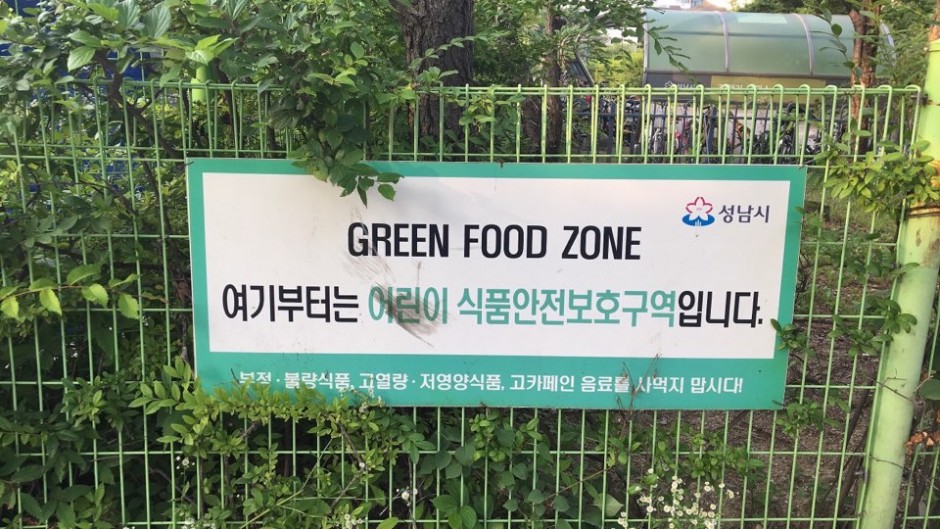 성남시
GREEN FOOD ZONE
여기부터는 어린이 식품안전보호구역입니다.
부정 · 불량식품, 고열량 · 저영양식품, 고카페인 음료를 사먹지 맙시다!